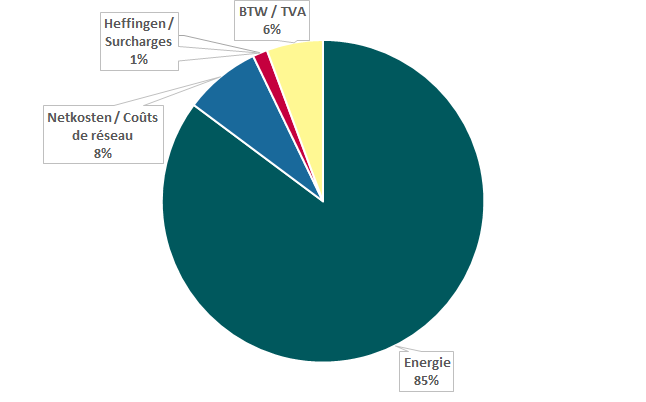 BTW / TVA
6%
Heffingen /
Surcharges
1%
Netkosten / Coûts
de réseau
8%
Energie
85%